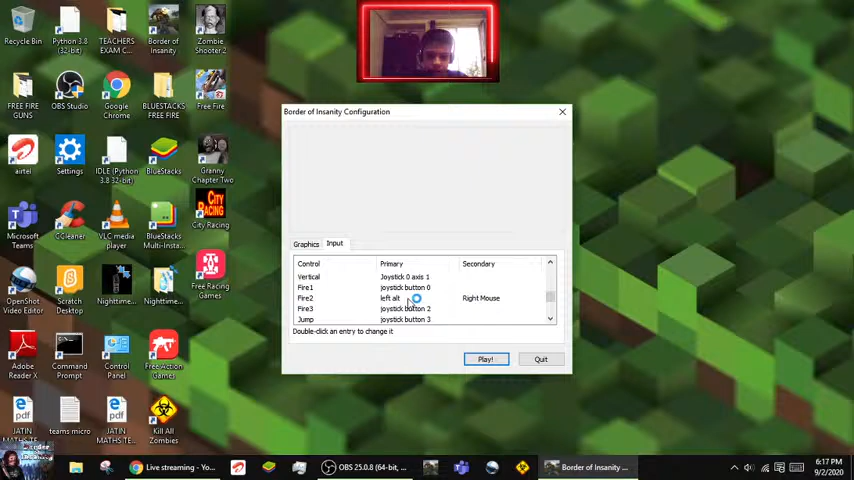 Recycle Bin
Python 3.8
(32-bit)
TEACHERS
EXAM C...
Border of
Insanity
Zombie
Shooter 2
FREE FIRE
GUNS
OBS Studio
Google
Chrome
BLUESTACKS
FREE FIRE
Free Fire
airtel
Settings
IDLE (Python
3.8 32-bit)
BlueStacks
Granny
Chapter Two
Microsoft
Teams
CCleaner
VLC media
player
BlueStacks
Multi-Insta...
CITY
RACING
City Racing
OpenShot
Video Editor
Scratch
Desktop
Nighttime...
Nighttime...
Free Racing
Games
Adobe
Reader X
Command
Prompt
Control
Panel
Free Action
Games
pdf
JATIN
MATHS TE...
teams micro
pdf
JATIN
MATHS TE...
Kill All
Zombies
Border of Insanity Configuration
Graphics
Input
Control
Primary
Secondary
Vertical
Joystick 0 axis 1
Fire1
joystick button 0
Fire2
left alt
Right Mouse
Fire3
joystick button 2
Jump
joystick button 3
Double-click an entry to change it
Play!
Quit
Live streaming - Yo...
OBS 25.0.8 (64-bit, ...
Border of Insanity ...
6:17 PM
9/2/2020